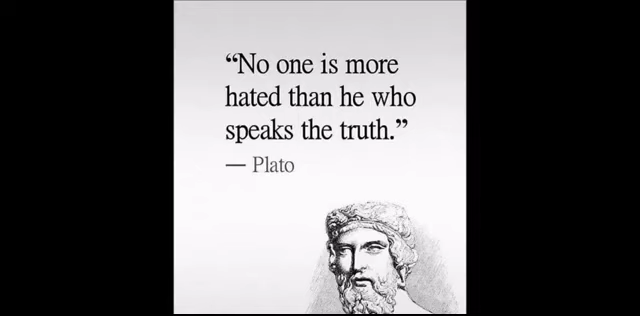 “No one is more
hated than he who
speaks the truth.”
— Plato